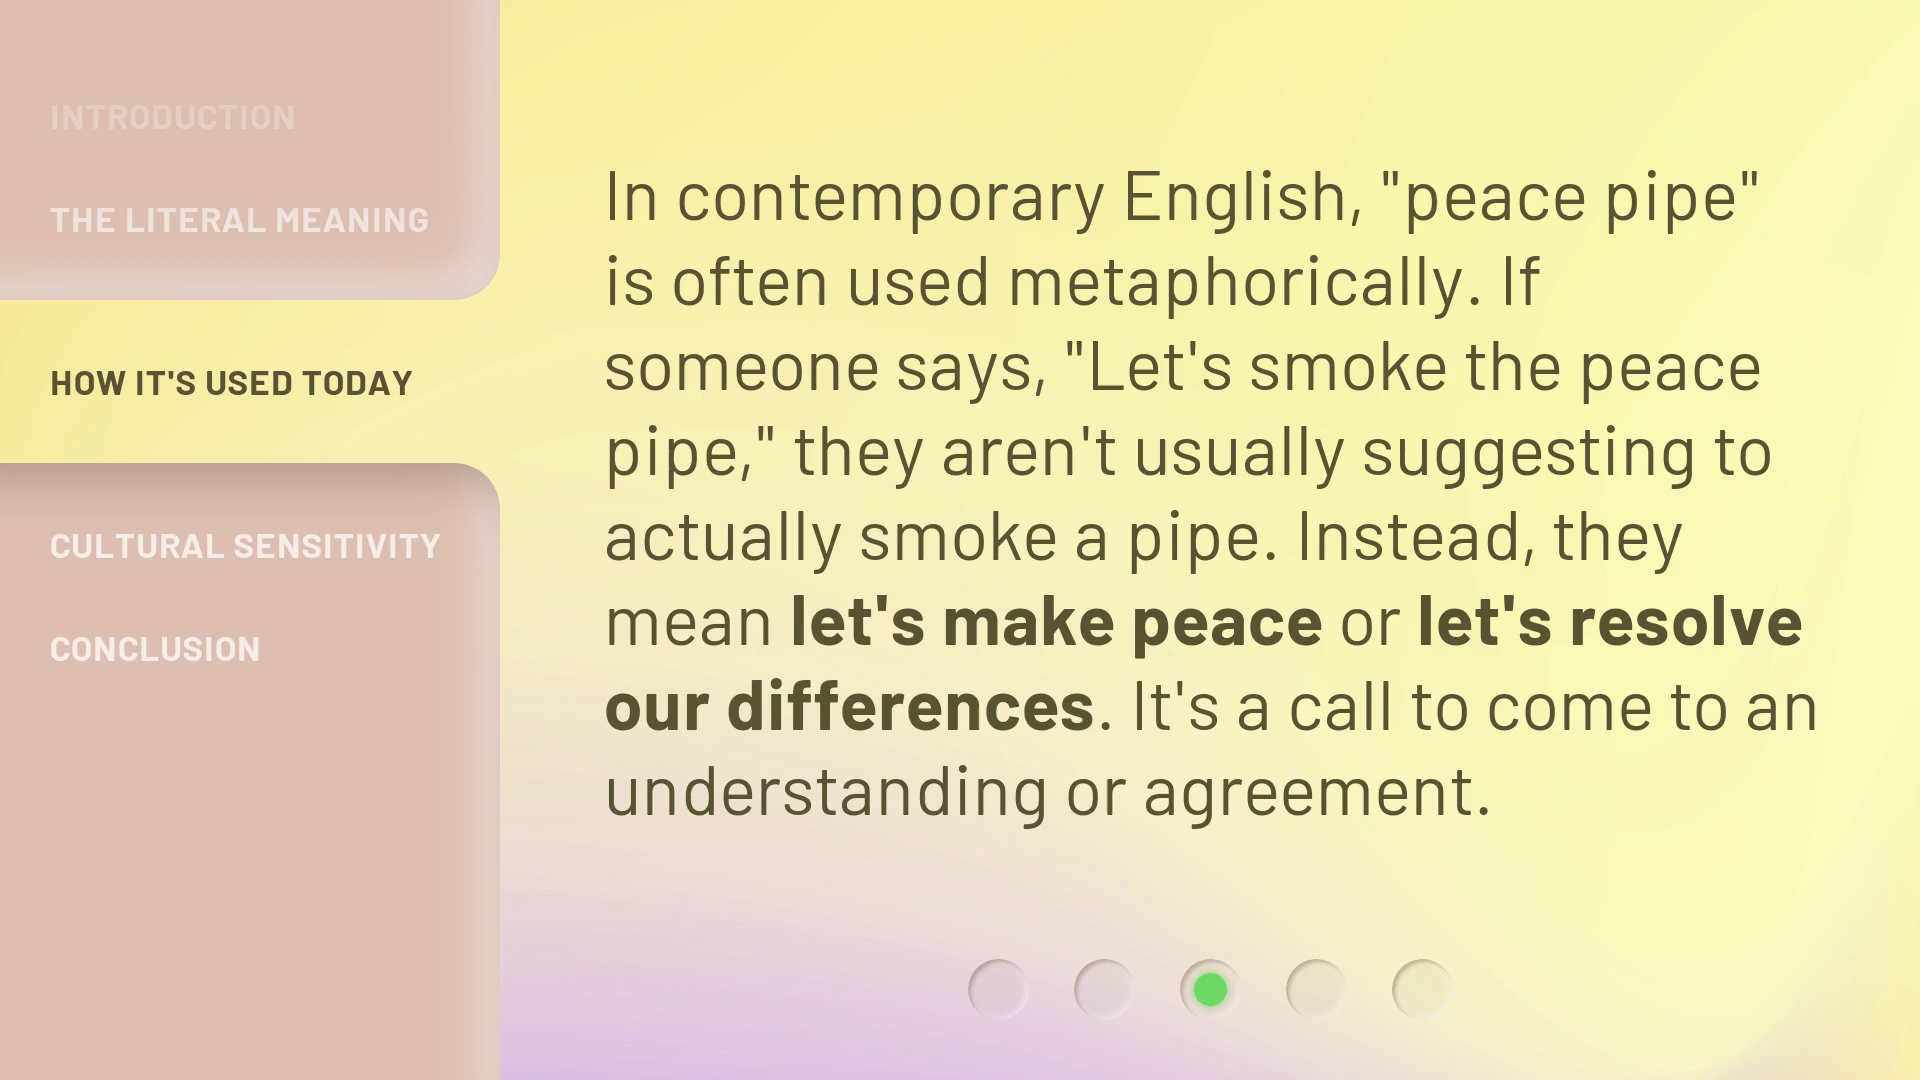 INTRODUCTION
THE LITERAL MEANING
HOW IT'S USED TODAY
CULTURAL SENSITIVITY
CONCLUSION
In contemporary English, "peace pipe"
is often used metaphorically. If
someone says, "Let's smoke the peace
pipe," they aren't usually suggesting to
actually smoke a pipe. Instead, they
mean let's make peace or let's resolve
our differences. It's a call to come to an
understanding or agreement.